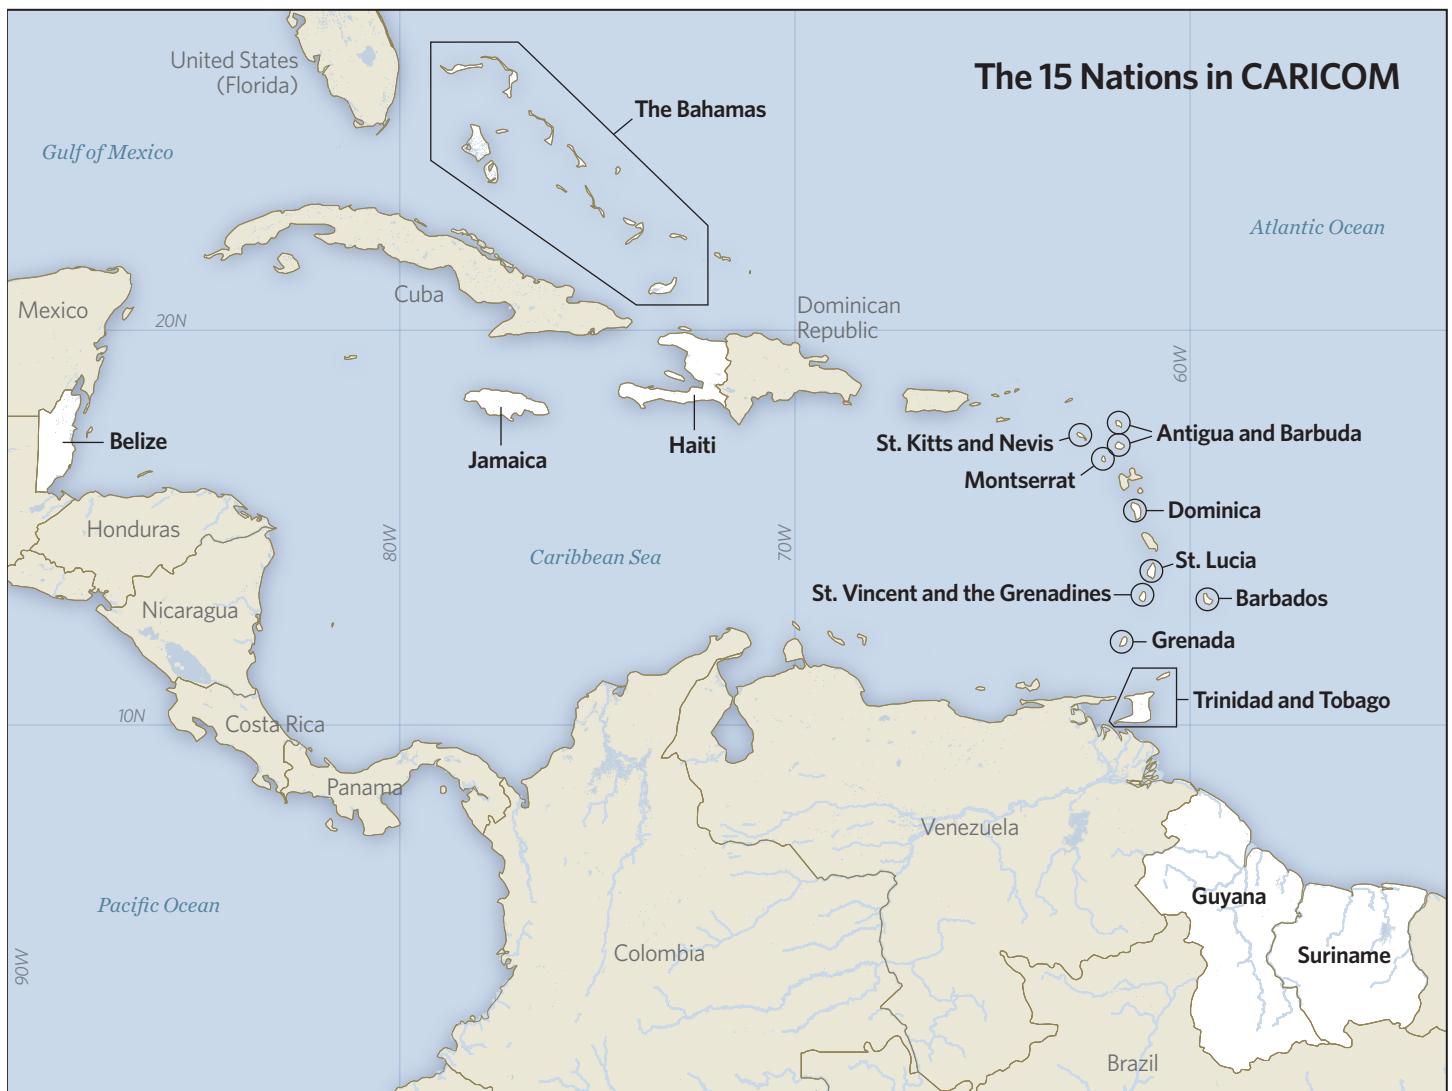 The 15 Nations in CARICOM
United States
(Florida)
The Bahamas
Gulf of Mexico
Atlantic Ocean
Cuba
Mexico
20N
Dominican
Republic
60W
Belize
Jamaica
Haiti
St. Kitts and Nevis
Antigua and Barbuda
Montserrat
Dominica
Honduras
80W
Caribbean Sea
70W
St. Lucia
St. Vincent and the Grenadines
Barbados
Nicaragua
Grenada
Trinidad and Tobago
10N
Costa Rica
Panama
Venezuela
Guyana
Pacific Ocean
Colombia
Suriname
90W
Brazil